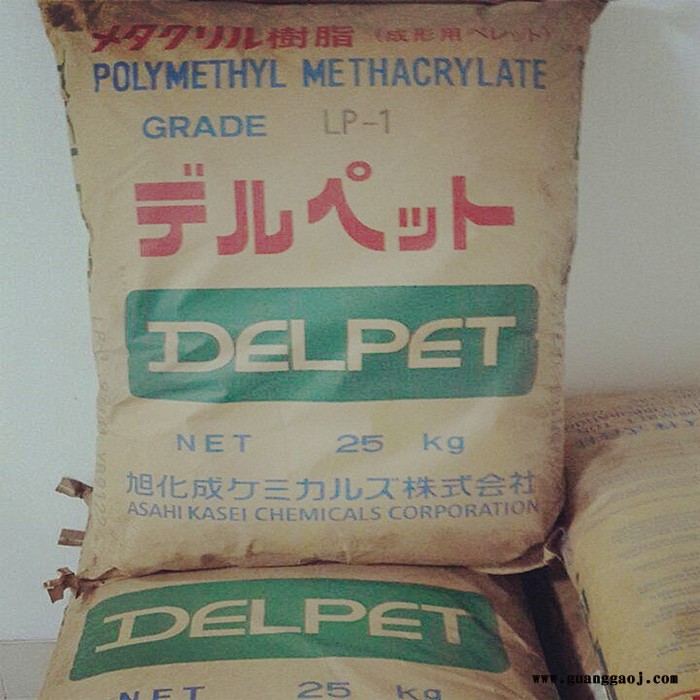 メタクリル樹脂 (成形用ペレット)
POLYMETHYL METHACRYLATE
GRADE LP-1
デルペット
DELPET
NET 25 kg
旭化成ケミカルズ株式会社
ASAHI KASEI CHEMICALS CORPORATION
DELPET
NET 25 kg
www.guanggaoj.com